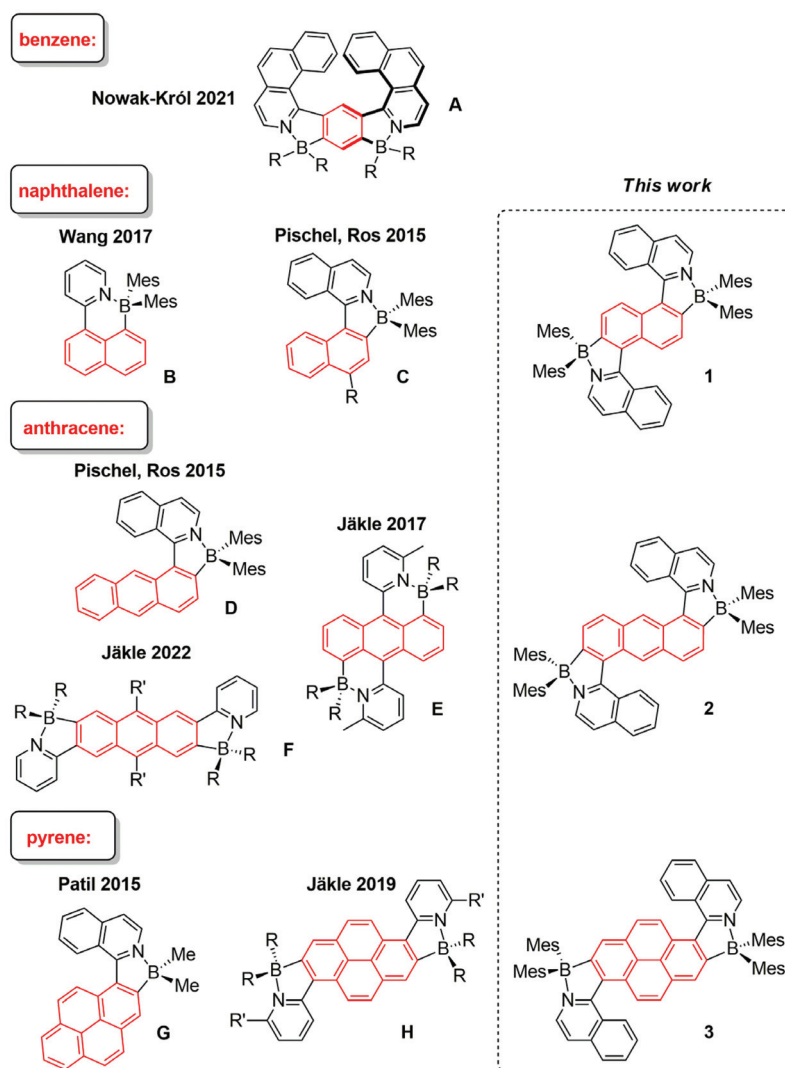 benzene:
Nowak-Król 2021
N
N
A
B
B
R
R
R
R
naphthalene:
This work
Wang 2017
Pischel, Ros 2015
N
B
Mes
Mes
B
N
B
Mes
Mes
R
C
N
B
Mes
Mes
Mes
Mes
B
N
1
anthracene:
Pischel, Ros 2015
Jäkle 2017
N
B
Mes
Mes
D
N
B
R
R
R
R
B
N
E
N
B
Mes
Mes
Mes
Mes
B
N
2
Jäkle 2022
R
R
B
N
R'
R'
N
B
R
R
F
pyrene:
Patil 2015
Jäkle 2019
N
B
Me
Me
G
R'
N
B
R
R
R
R
B
N
R'
H
N
B
Mes
Mes
Mes
Mes
B
N
3